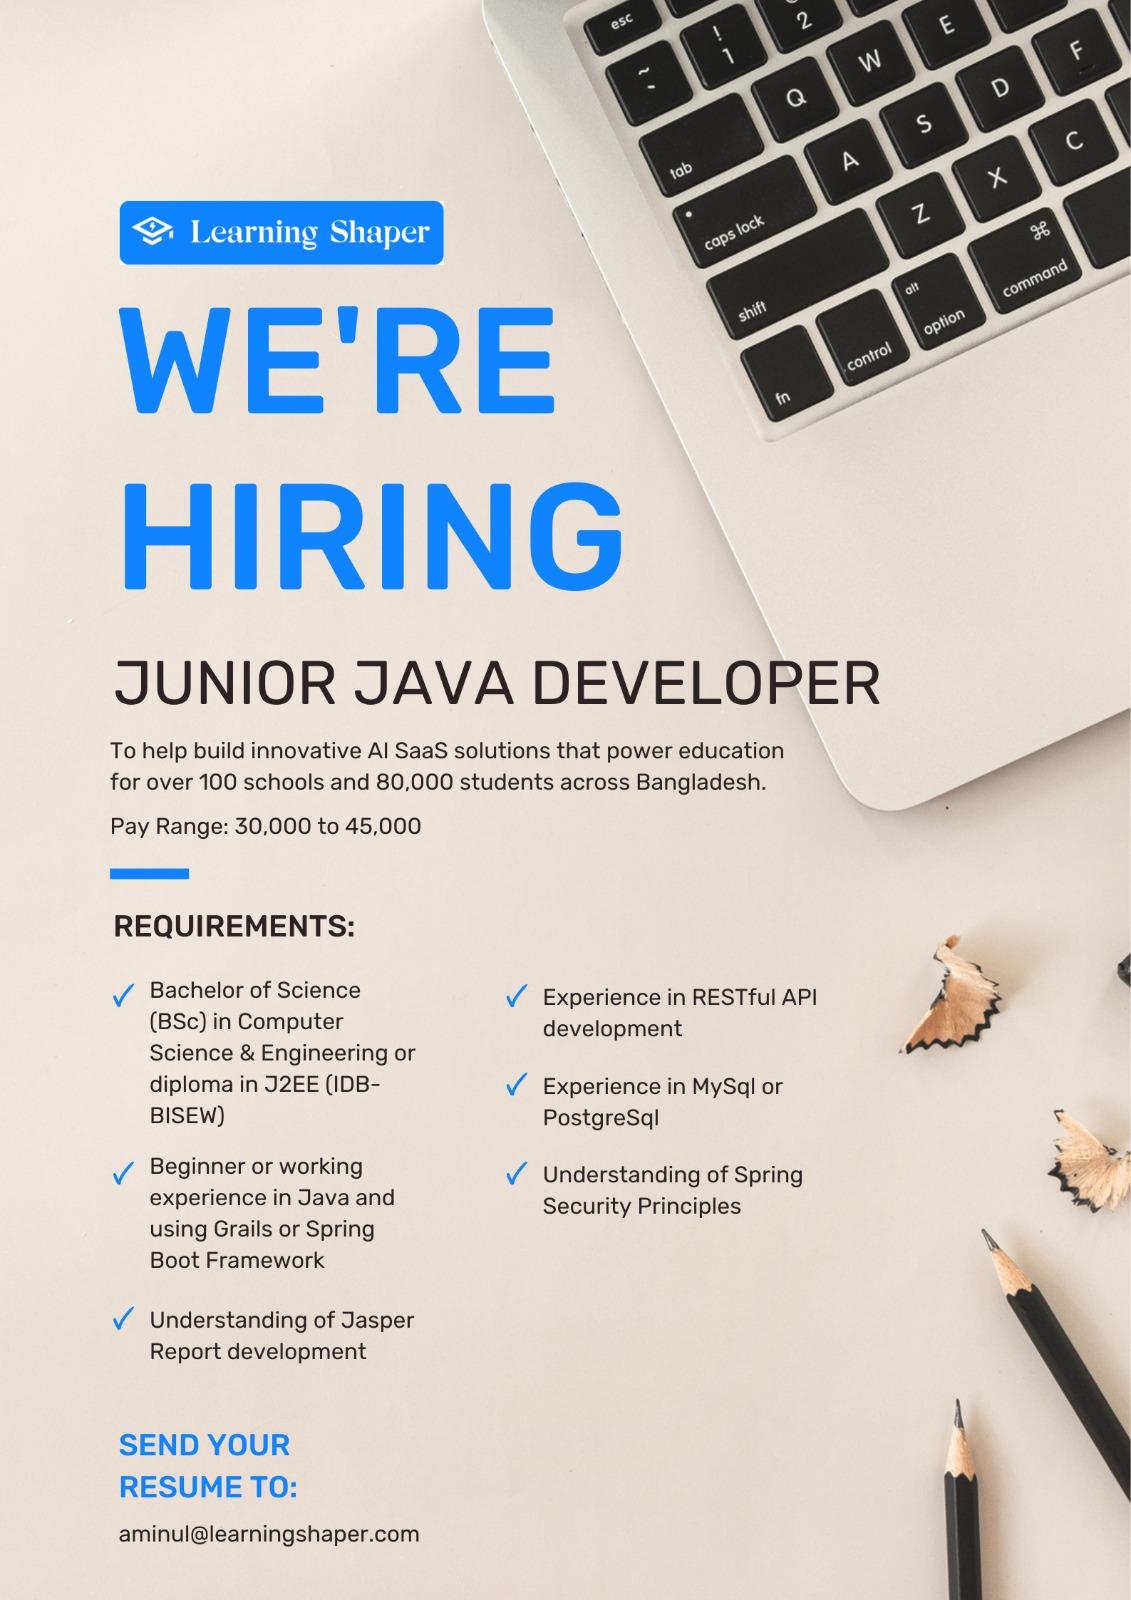 esc
!
1
2
~
Q
W
E
tab
A
S
D
F
caps lock
Z
X
C
shift
⌘
command
alt
option
control
fn
Learning Shaper
WE'RE
HIRING
JUNIOR JAVA DEVELOPER
To help build innovative AI SaaS solutions that power education
for over 100 schools and 80,000 students across Bangladesh.
Pay Range: 30,000 to 45,000
REQUIREMENTS:
Bachelor of Science
(BSc) in Computer
Science & Engineering or
diploma in J2EE (IDB-
BISEW)
Beginner or working
experience in Java and
using Grails or Spring
Boot Framework
Understanding of Jasper
Report development
Experience in RESTful API
development
Experience in MySql or
PostgreSql
Understanding of Spring
Security Principles
SEND YOUR
RESUME TO:
aminul@learningshaper.com